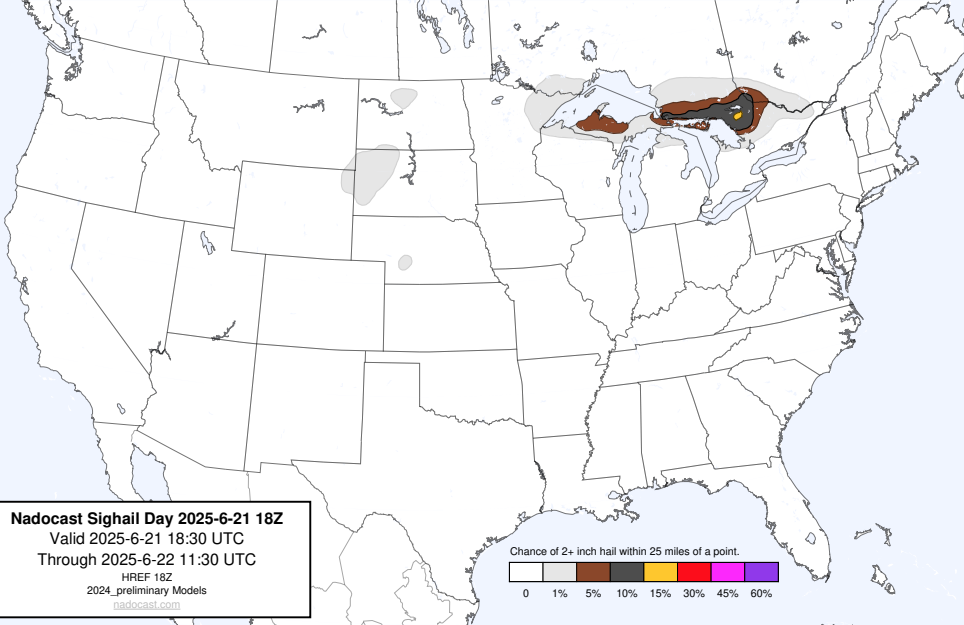 Nadocast Sighail Day 2025-6-21 18Z
Valid 2025-6-21 18:30 UTC
Through 2025-6-22 11:30 UTC
HREF 18Z
2024_preliminary Models
nadocast.com
Chance of 2+ inch hail within 25 miles of a point.
0 1% 5% 10% 15% 30% 45% 60%